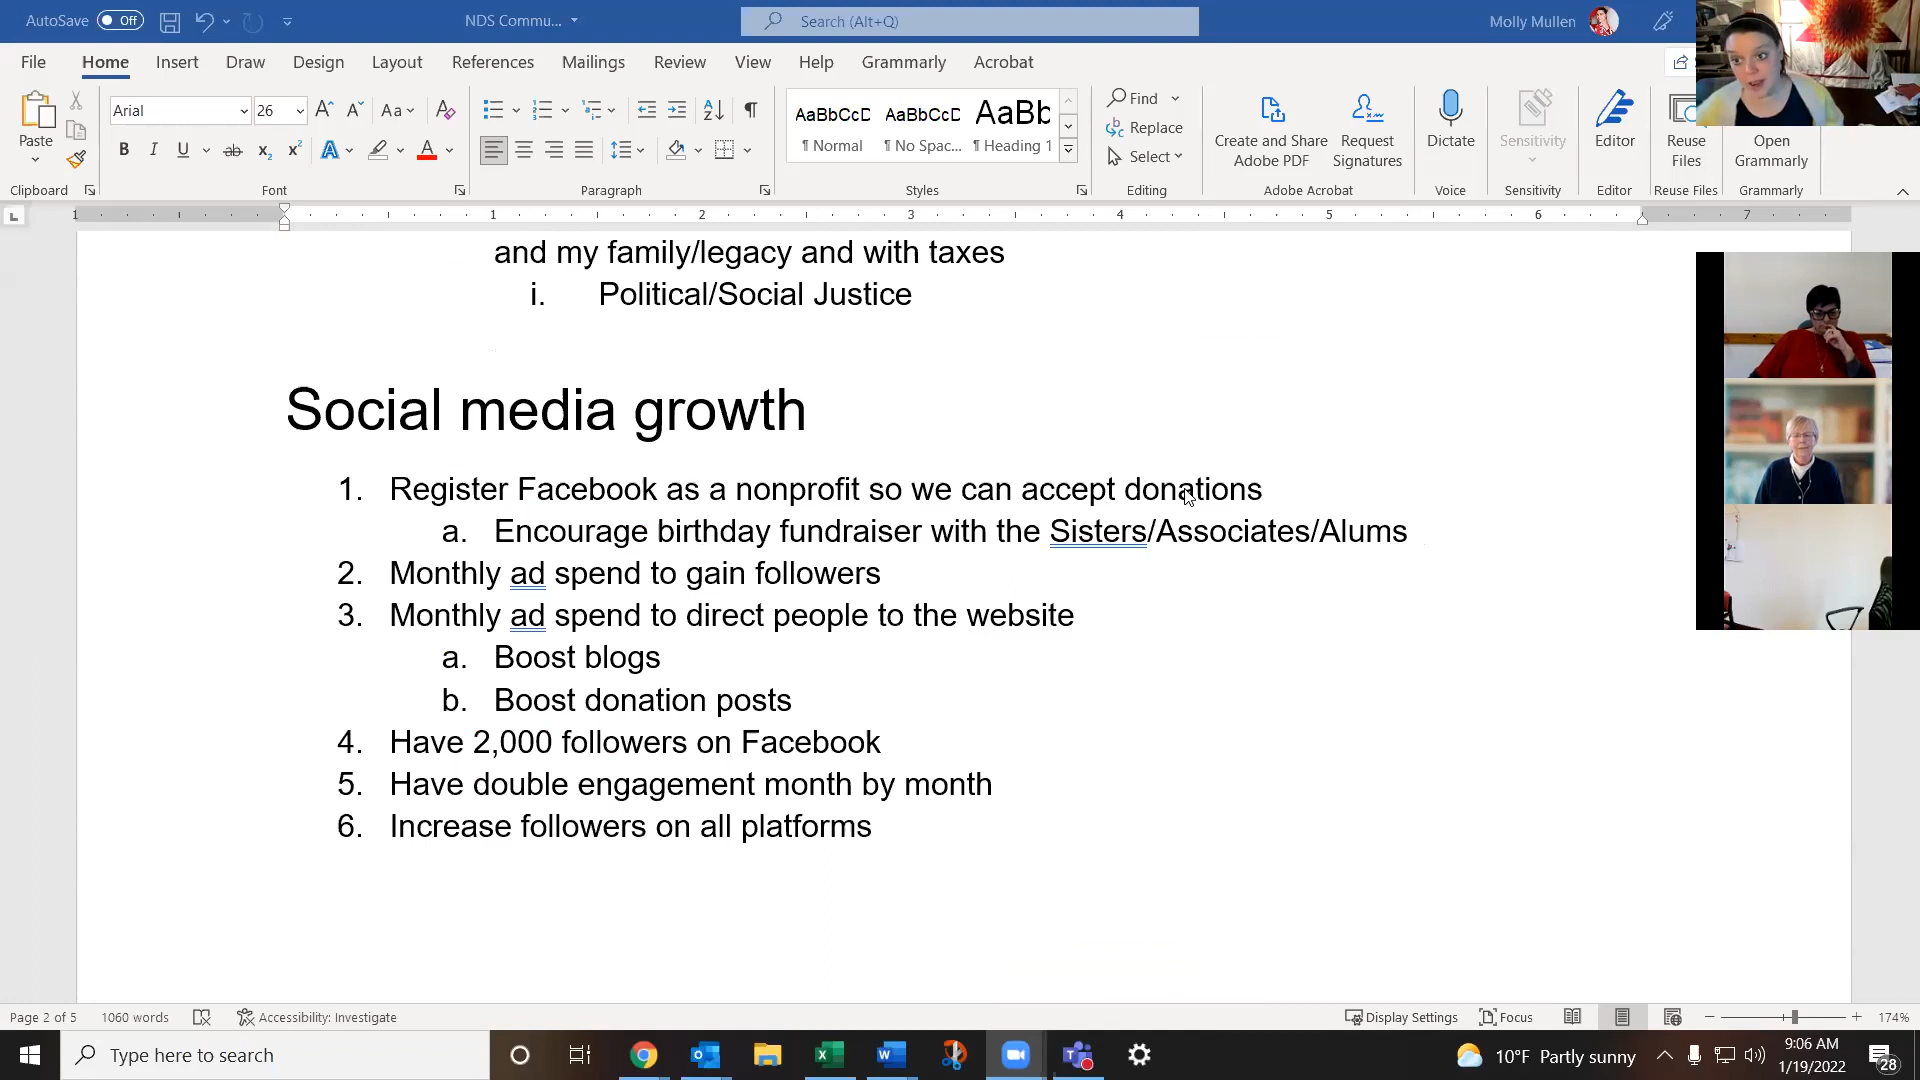 AutoSave Off NDS Commu... Search (Alt+Q) Molly Mullen
File Home Insert Draw Design Layout References Mailings Review View Help Grammarly Acrobat
Paste
Clipboard
Arial 26
Font
Paragraph
AaBbCcD AaBbCcD AaBb
¶ Normal ¶ No Spac... ¶ Heading 1
Styles
Find
Replace
Select
Editing
Create and Share
Adobe PDF
Request
Signatures
Adobe Acrobat
Dictate
Voice
Sensitivity
Sensitivity
Editor
Editor
Reuse
Files
Reuse Files
Open
Grammarly
Grammarly
1 1 2 3 4 5 6 7
and my family/legacy and with taxes
i. Political/Social Justice
Social media growth
1. Register Facebook as a nonprofit so we can accept donations
a. Encourage birthday fundraiser with the Sisters/Associates/Alums
2. Monthly ad spend to gain followers
3. Monthly ad spend to direct people to the website
a. Boost blogs
b. Boost donation posts
4. Have 2,000 followers on Facebook
5. Have double engagement month by month
6. Increase followers on all platforms
Page 2 of 5 1060 words Accessibility: Investigate Display Settings Focus 174%
Type here to search 10°F Partly sunny 9:06 AM
1/19/2022 28